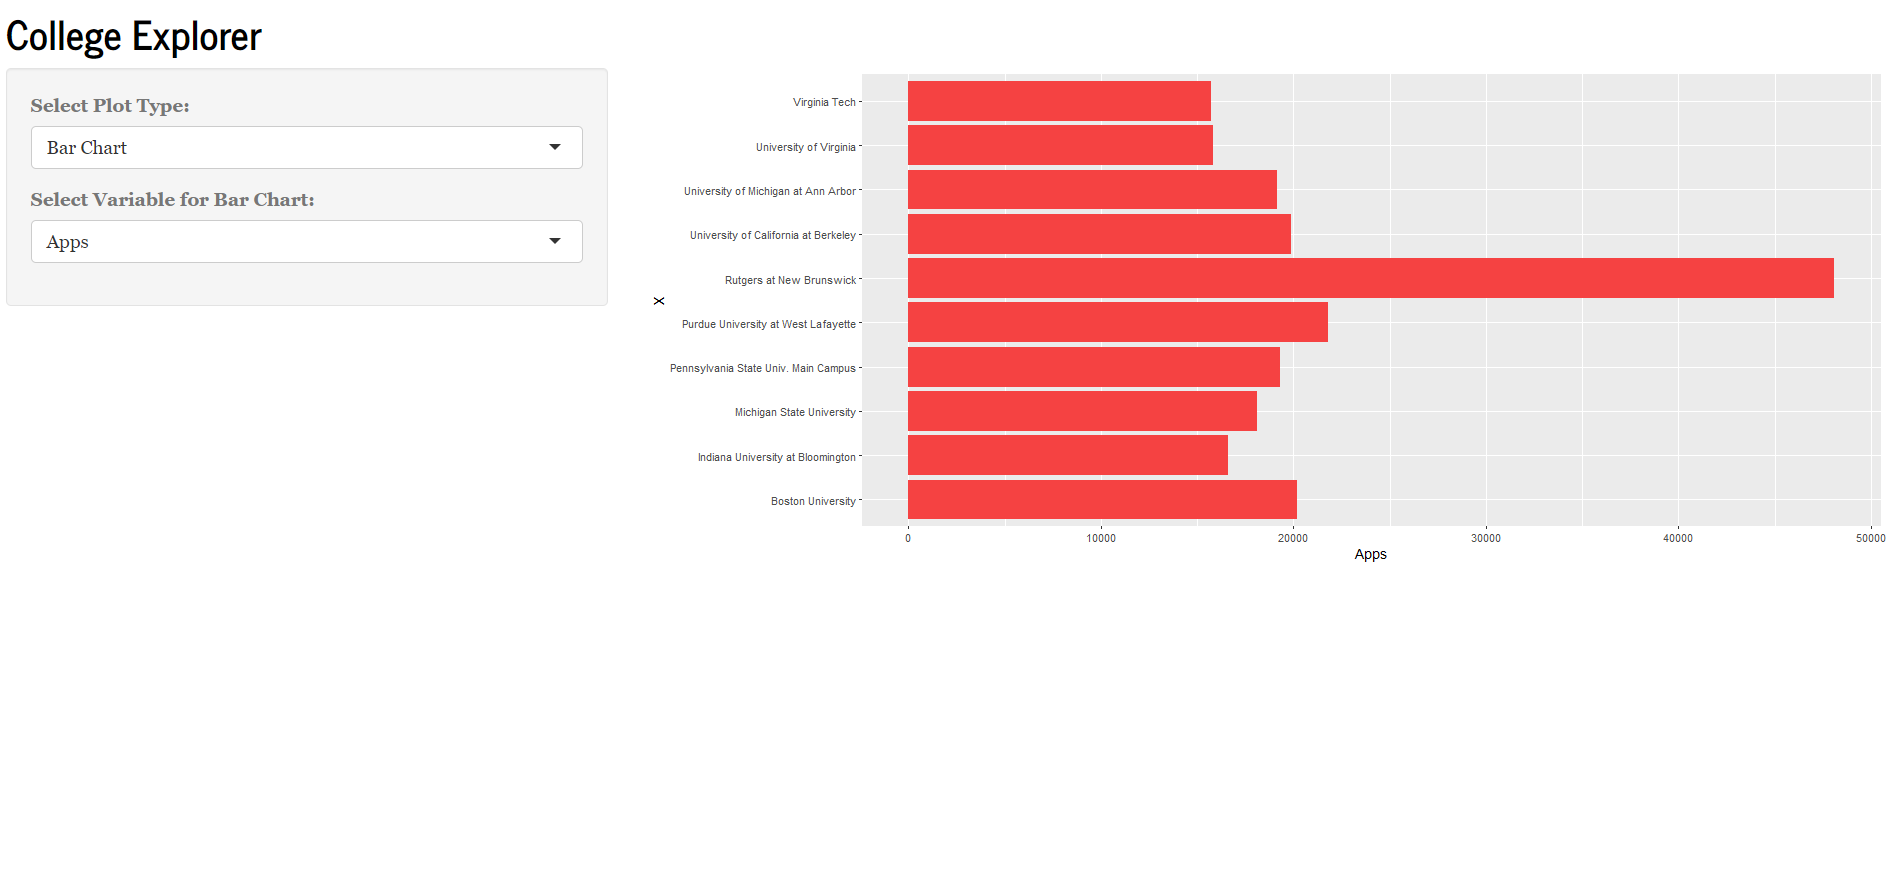 College Explorer
Select Plot Type:
Bar Chart
Select Variable for Bar Chart:
Apps
X
Virginia Tech
University of Virginia
University of Michigan at Ann Arbor
University of California at Berkeley
Rutgers at New Brunswick
Purdue University at West Lafayette
Pennsylvania State Univ. Main Campus
Michigan State University
Indiana University at Bloomington
Boston University
0 10000 20000 30000 40000 50000
Apps